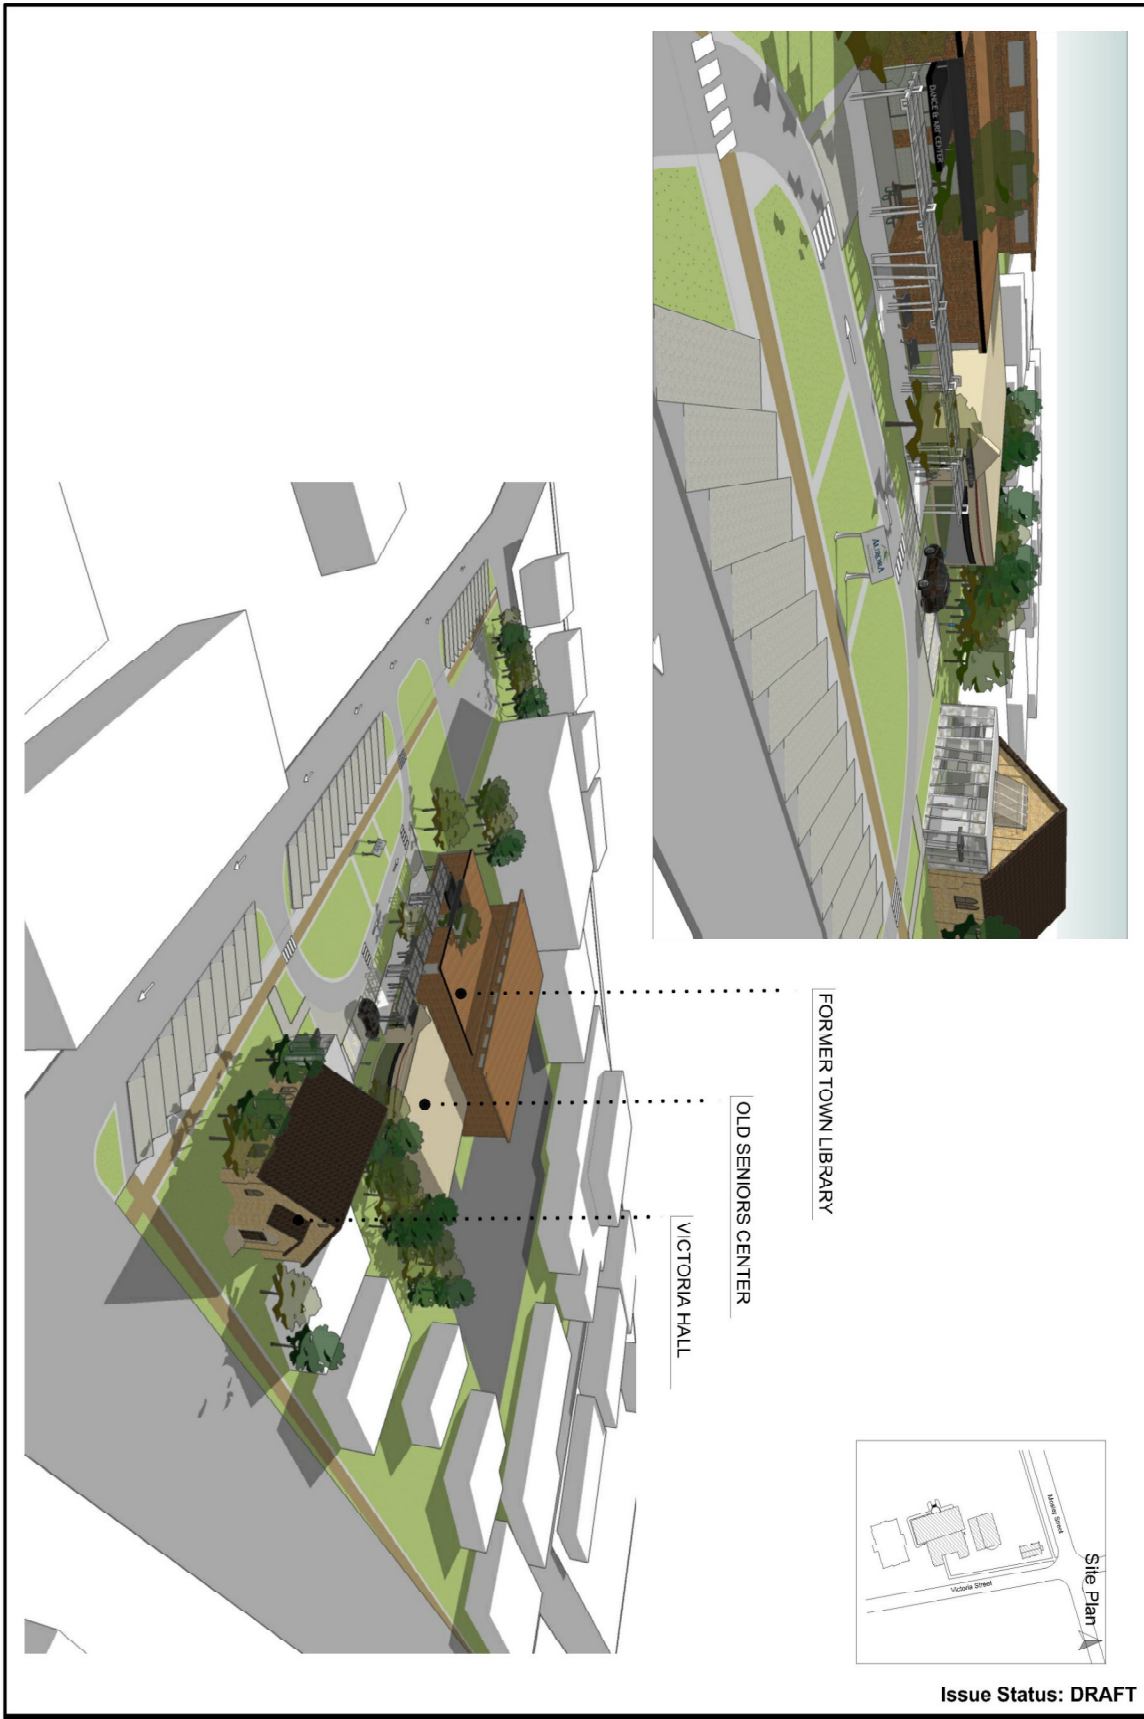 DANCE & ART CENTER
AURORA
FORMER TOWN LIBRARY
OLD SENIORS CENTER
VICTORIA HALL
Mosley Street
Victoria Street
Site Plan
Issue Status: DRAFT